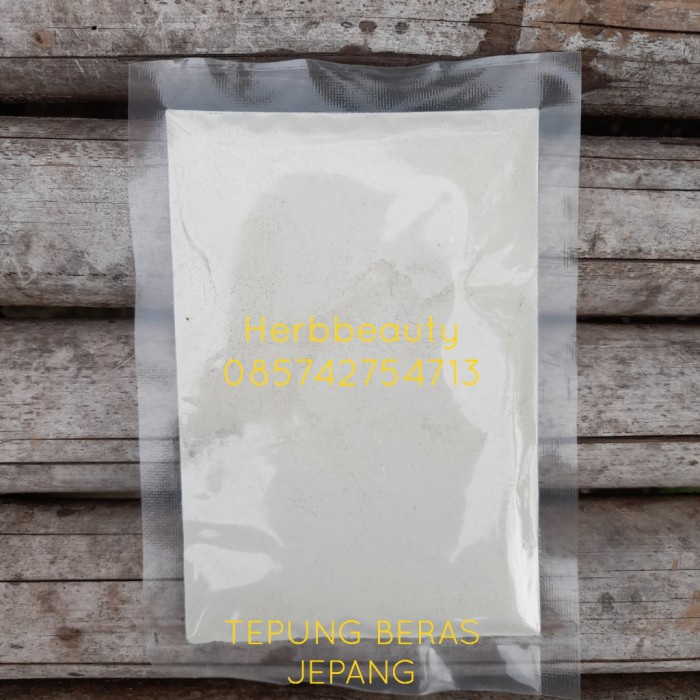 Herbbeauty
085742754713
TEPUNG BERAS
JEPANG